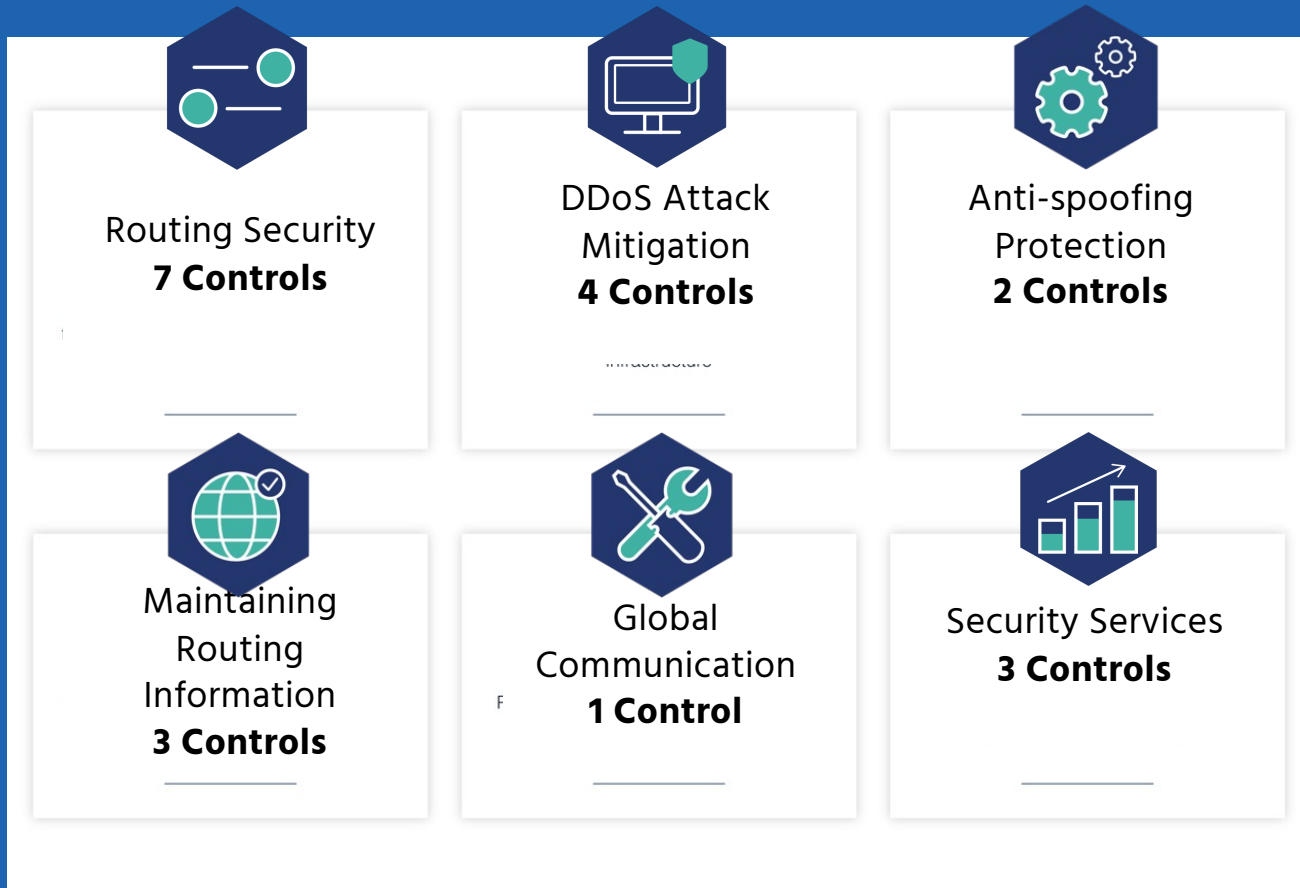 Routing Security
7 Controls
DDoS Attack
Mitigation
4 Controls
Anti-spoofing
Protection
2 Controls
Maintaining
Routing
Information
3 Controls
Global
Communication
1 Control
Security Services
3 Controls